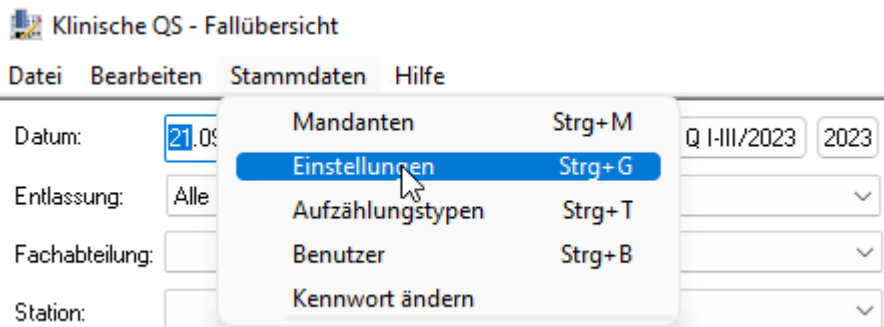 Klinische QS - Fallübersicht
Datei Bearbeiten Stammdaten Hilfe
Datum: 21.09 Q I-III/2023 2023
Mandanten Strg+M
Einstellungen Strg+G
Entlassung: Alle
Aufzählungstypen Strg+T
Fachabteilung:
Benutzer Strg+B
Kennwort ändern
Station: